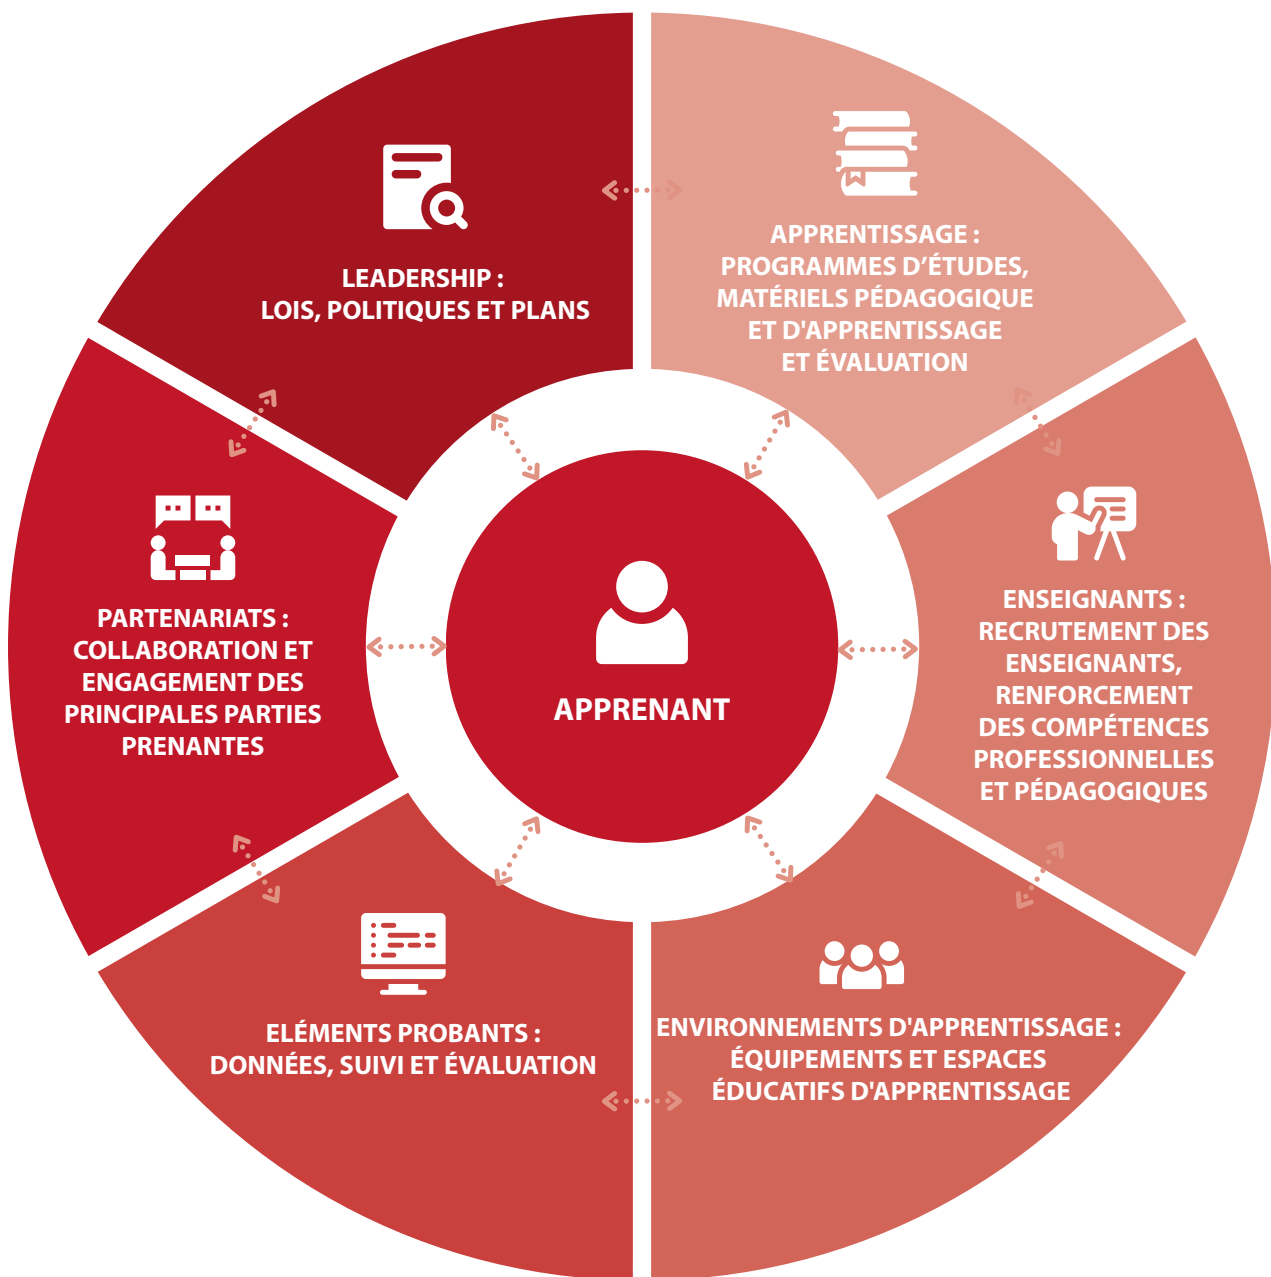 LEADERSHIP :
LOIS, POLITIQUES ET PLANS
APPRENTISSAGE :
PROGRAMMES D’ÉTUDES,
MATÉRIELS PÉDAGOGIQUE
ET D'APPRENTISSAGE
ET ÉVALUATION
ENSEIGNANTS :
RECRUTEMENT DES
ENSEIGNANTS,
RENFORCEMENT
DES COMPÉTENCES
PROFESSIONNELLES
ET PÉDAGOGIQUES
ENVIRONNEMENTS D'APPRENTISSAGE :
ÉQUIPEMENTS ET ESPACES
ÉDUCATIFS D'APPRENTISSAGE
ELÉMENTS PROBANTS :
DONNÉES, SUIVI ET ÉVALUATION
PARTENARIATS :
COLLABORATION ET
ENGAGEMENT DES
PRINCIPALES PARTIES
PRENANTES
APPRENANT